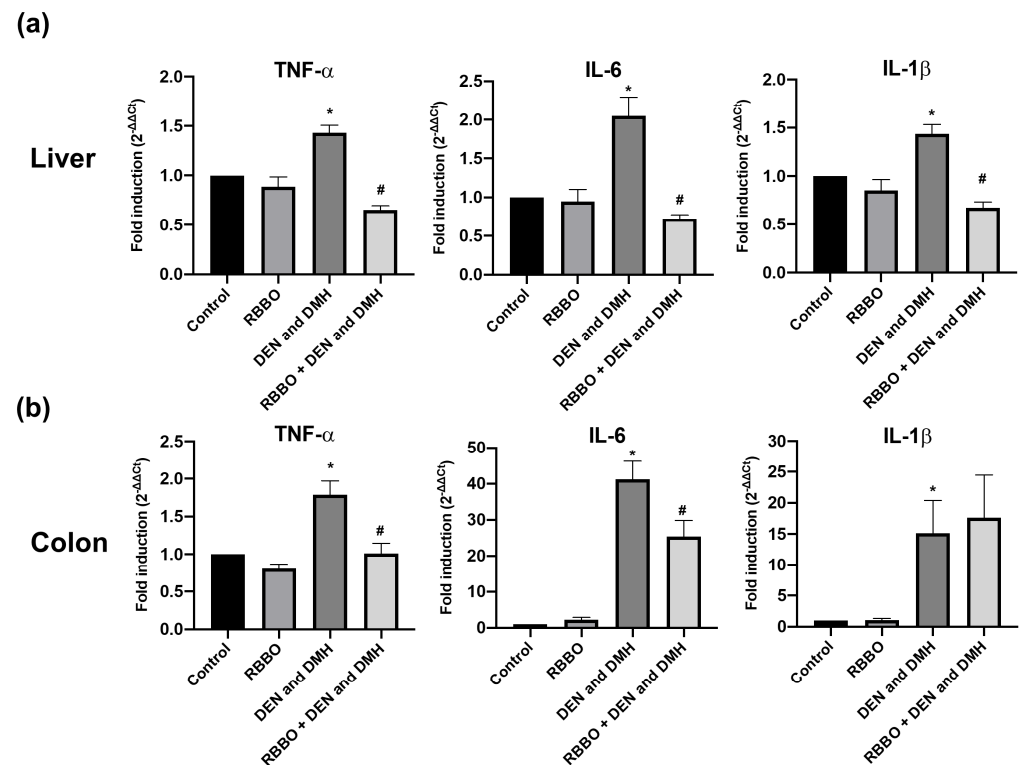 (a)
Liver
TNF-α
Fold induction (2-ΔΔCt)
2.0
1.5
1.0
0.5
0.0
*
#
Control
RBBO
DEN and DMH
RBBO + DEN and DMH
IL-6
Fold induction (2-ΔΔCt)
2.5
2.0
1.5
1.0
0.5
0.0
*
#
Control
RBBO
DEN and DMH
RBBO + DEN and DMH
IL-1β
Fold induction (2-ΔΔCt)
2.0
1.5
1.0
0.5
0.0
*
#
Control
RBBO
DEN and DMH
RBBO + DEN and DMH
(b)
Colon
TNF-α
Fold induction (2-ΔΔCt)
2.5
2.0
1.5
1.0
0.5
0.0
*
#
Control
RBBO
DEN and DMH
RBBO + DEN and DMH
IL-6
Fold induction (2-ΔΔCt)
50
40
30
20
10
0
*
#
Control
RBBO
DEN and DMH
RBBO + DEN and DMH
IL-1β
Fold induction (2-ΔΔCt)
30
25
20
15
10
5
0
*
Control
RBBO
DEN and DMH
RBBO + DEN and DMH